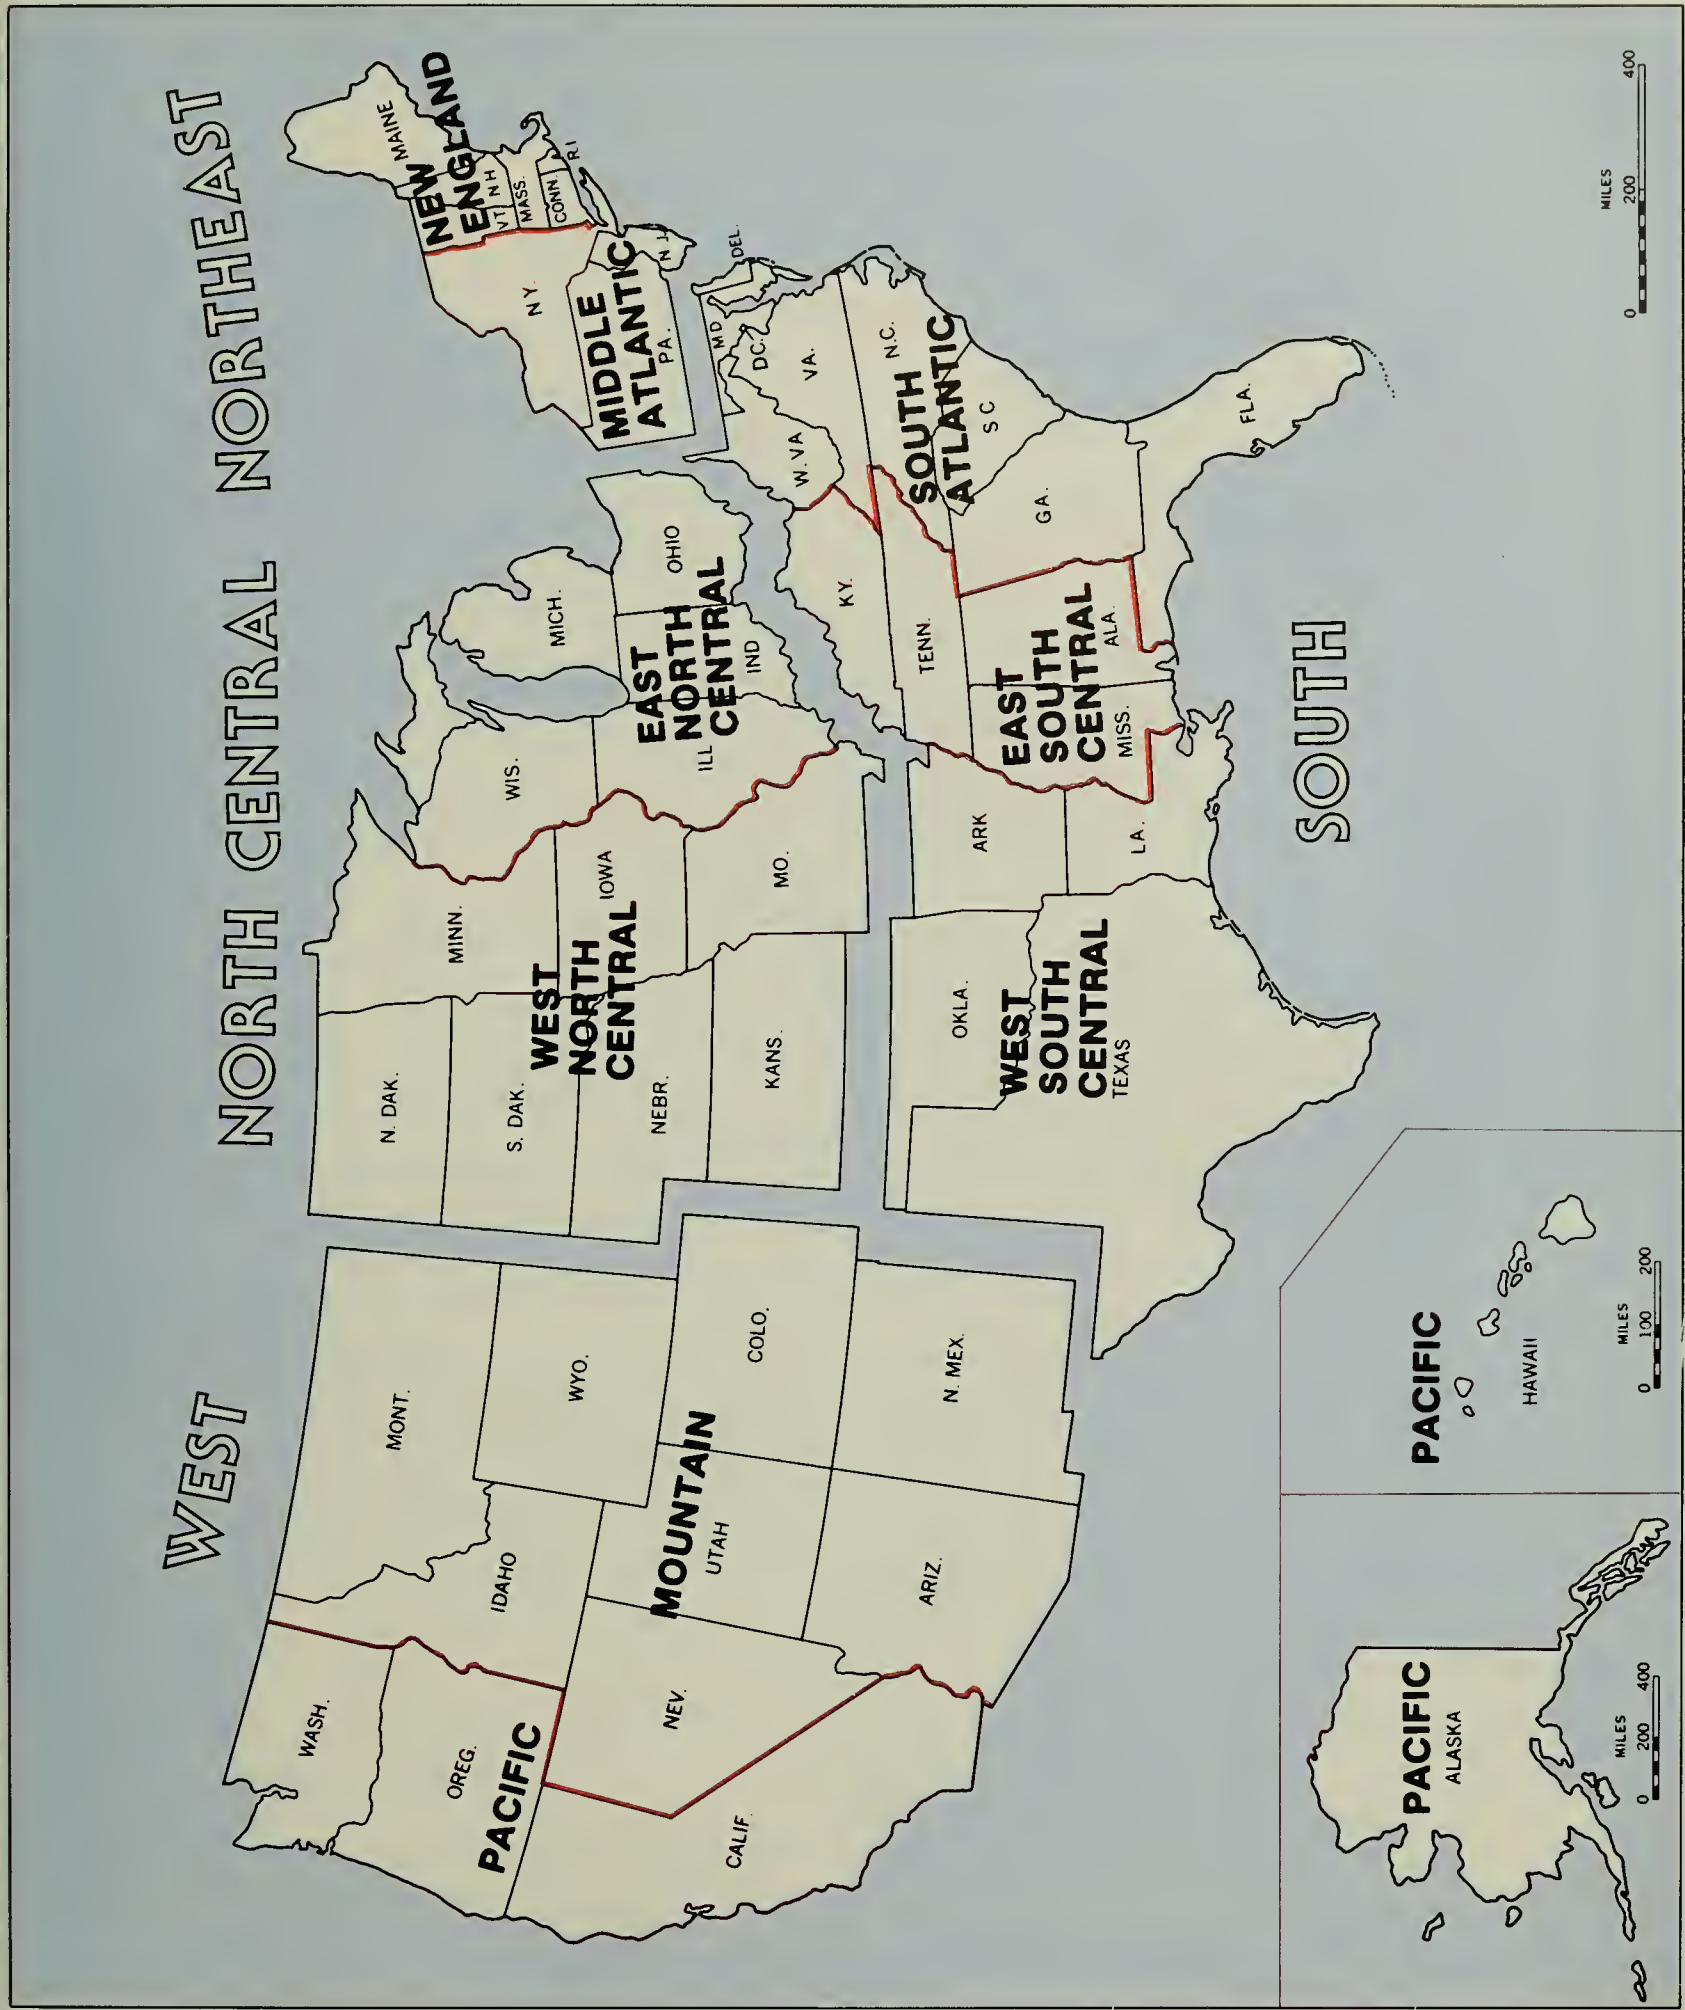 WEST
NORTH CENTRAL
NORTHEAST
SOUTH
PACIFIC
WASH.
OREG.
CALIF.
MOUNTAIN
MONT.
IDAHO
WYO.
NEV.
UTAH
COLO.
ARIZ.
N. MEX.
WEST
NORTH
CENTRAL
N. DAK.
S. DAK.
NEBR.
KANS.
MINN.
IOWA
MO.
EAST
NORTH
CENTRAL
WIS.
MICH.
ILL
IND
OHIO
MIDDLE
ATLANTIC
N.Y.
PA.
N J.
NEW
ENGLAND
MAINE
VT
N H
MASS.
CONN.
R I
WEST
SOUTH
CENTRAL
TEXAS
OKLA.
ARK
LA.
EAST
SOUTH
CENTRAL
KY.
TENN.
MISS.
ALA.
SOUTH
ATLANTIC
DEL.
MD
DC.
W. VA
VA.
N.C.
S C
GA.
FLA.
PACIFIC
ALASKA
MILES
0 200 400
PACIFIC
HAWAII
MILES
0 100 200
MILES
0 200 400